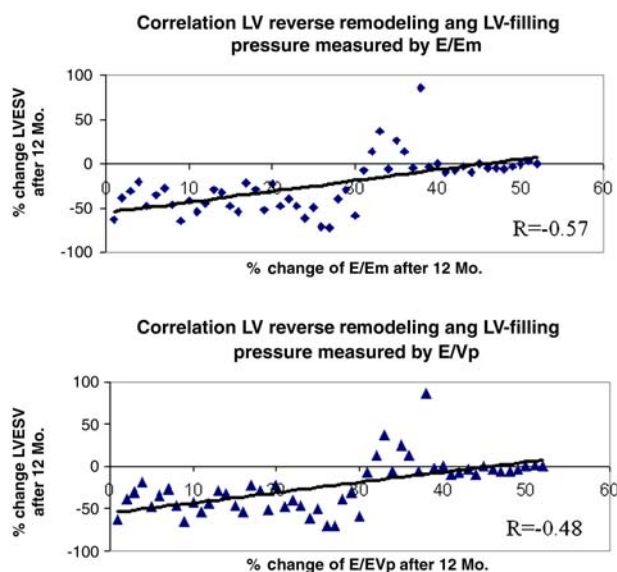 Correlation LV reverse remodeling ang LV-filling
pressure measured by E/Em
% change LVESV
after 12 Mo.
100
50
0
-50
-100
0 10 20 30 40 50 60
R=-0.57
% change of E/Em after 12 Mo.
Correlation LV reverse remodeling ang LV-filling
pressure measured by E/Vp
% change LVESV
after 12 Mo.
100
50
0
-50
-100
0 10 20 30 40 50 60
R=-0.48
% change of E/EVp after 12 Mo.